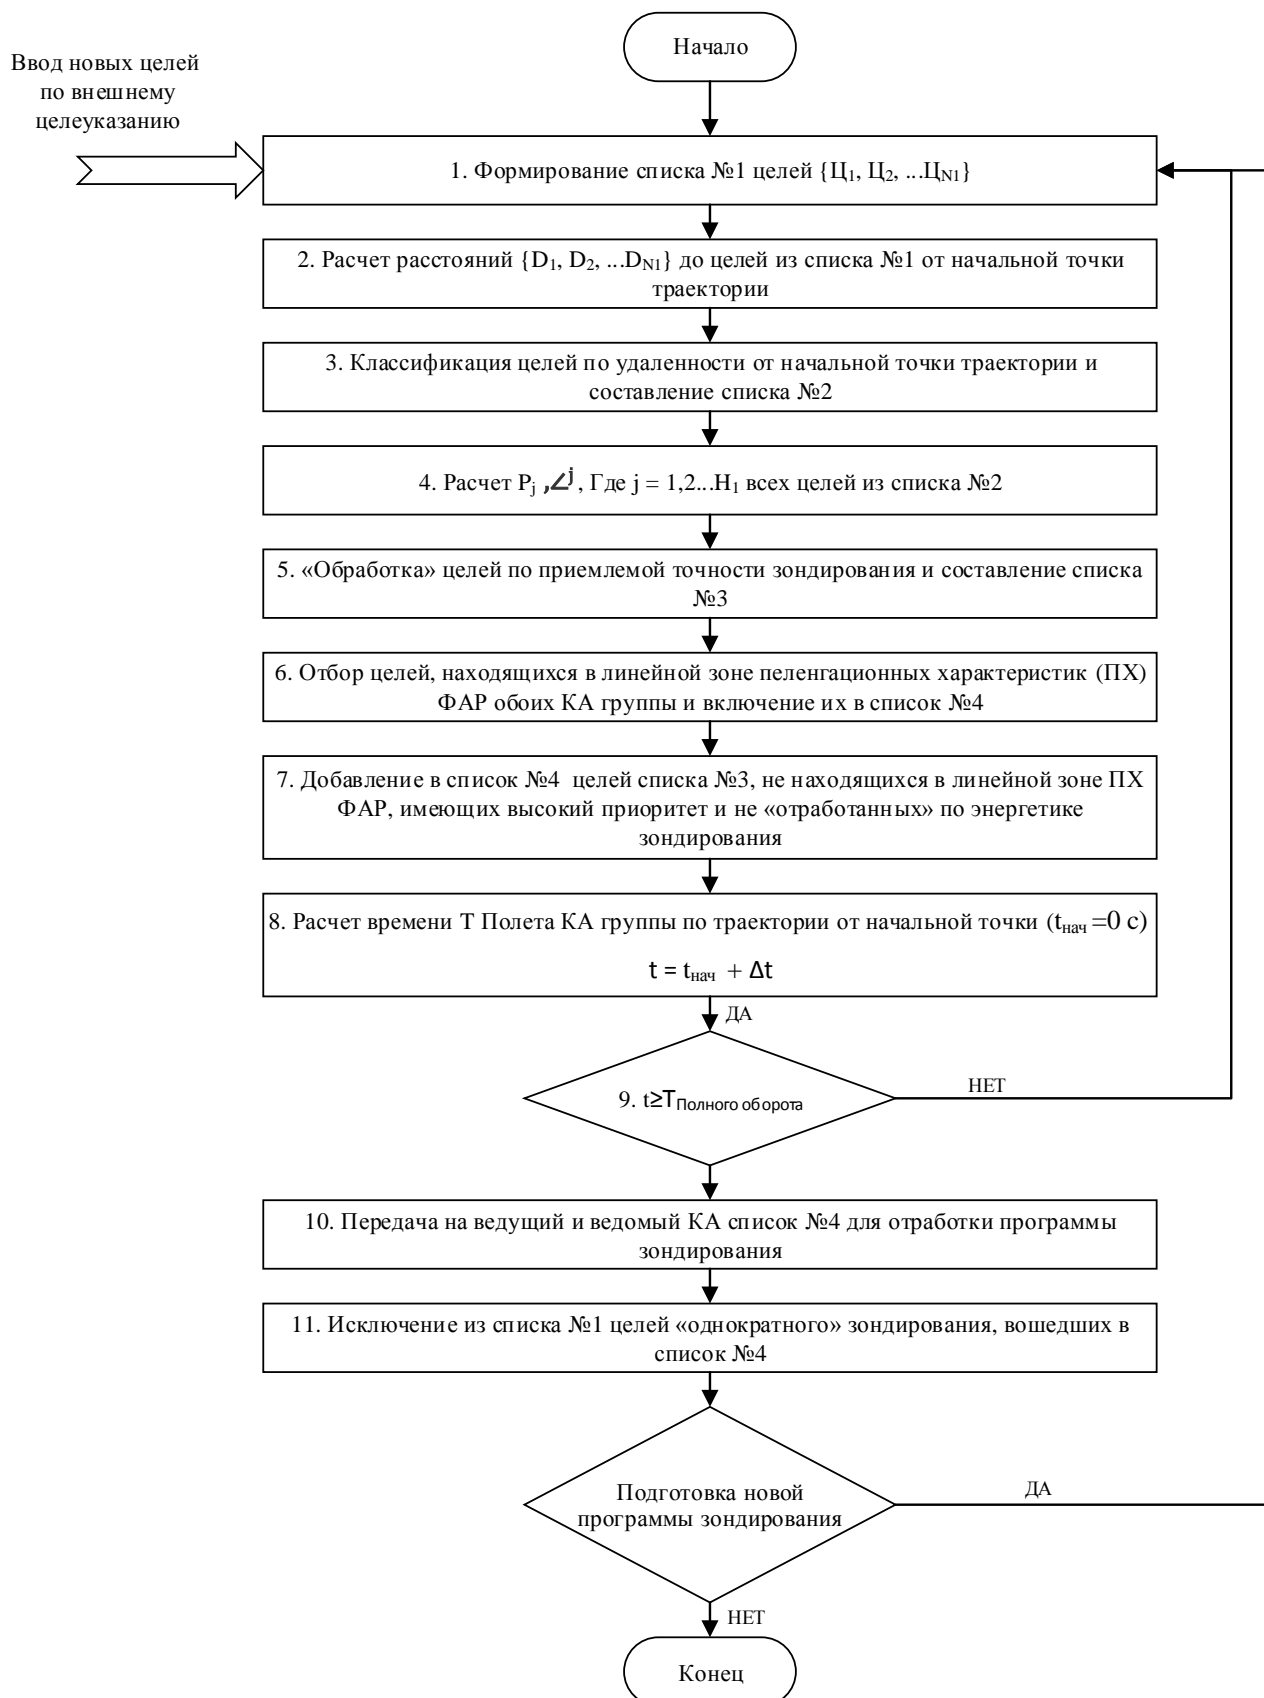 Начало
Ввод новых целей
по внешнему
целеуказанию
1. Формирование списка №1 целей {Ц₁, Ц₂, ...Ц_N1}
2. Расчет расстояний {D₁, D₂, ...D_N1} до целей из списка №1 от начальной точки
траектории
3. Классификация целей по удаленности от начальной точки траектории и
составление списка №2
4. Расчет P_j ,∠^j , Где j = 1,2...H₁ всех целей из списка №2
5. «Обработка» целей по приемлемой точности зондирования и составление списка
№3
6. Отбор целей, находящихся в линейной зоне пеленгационных характеристик (ПХ)
ФАР обоих КА группы и включение их в список №4
7. Добавление в список №4 целей списка №3, не находящихся в линейной зоне ПХ
ФАР, имеющих высокий приоритет и не «отработанных» по энергетике
зондирования
8. Расчет времени T Полета КА группы по траектории от начальной точки (t_нач =0 с)
t = t_нач + Δt
ДА
9. t≥T_Полного оборота
НЕТ
10. Передача на ведущий и ведомый КА список №4 для отработки программы
зондирования
11. Исключение из списка №1 целей «однократного» зондирования, вошедших в
список №4
Подготовка новой
программы зондирования
ДА
НЕТ
Конец